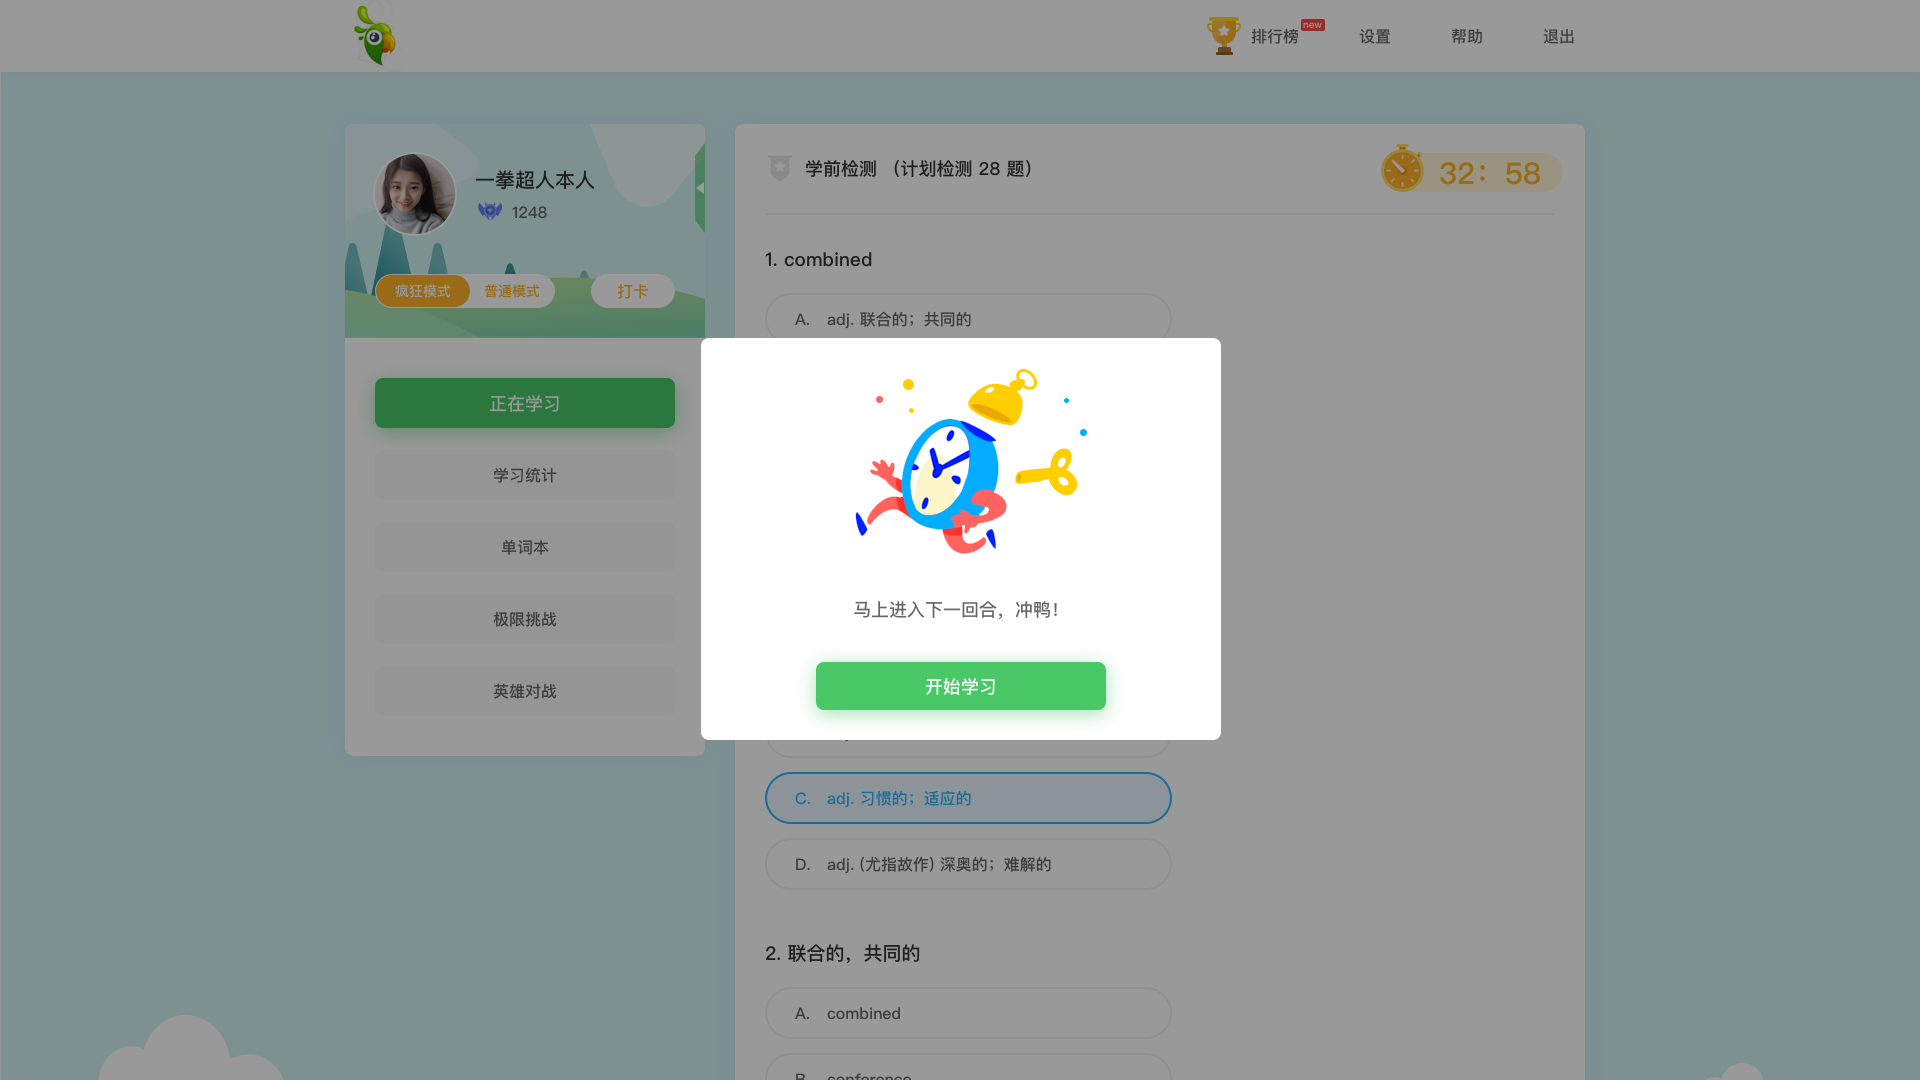 排行榜
new
设置
帮助
退出
一拳超人本人
1248
疯狂模式
普通模式
打卡
正在学习
学习统计
单词本
极限挑战
英雄对战
学前检测 （计划检测 28 题）
32：58
1. combined
A. adj. 联合的；共同的
马上进入下一回合，冲鸭！
开始学习
C. adj. 习惯的；适应的
D. adj. (尤指故作) 深奥的；难解的
2. 联合的，共同的
A. combined
B. conference